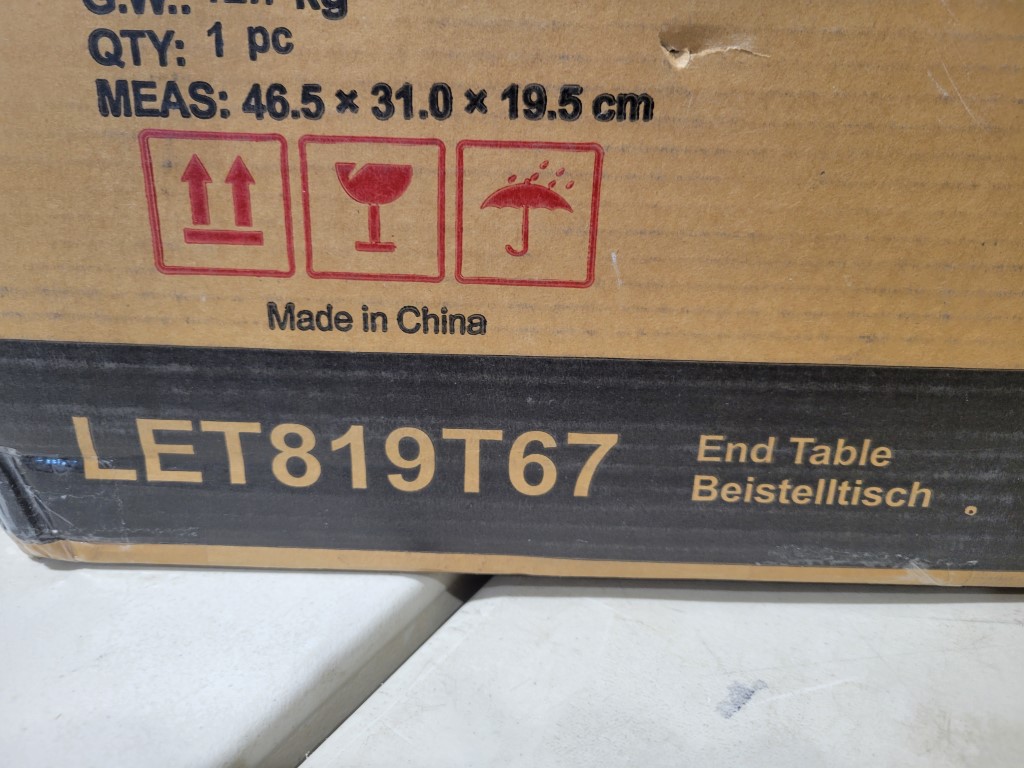 QTY: 1 pc
MEAS: 46.5 × 31.0 × 19.5 cm
Made in China
LET819T67
End Table
Beistelltisch